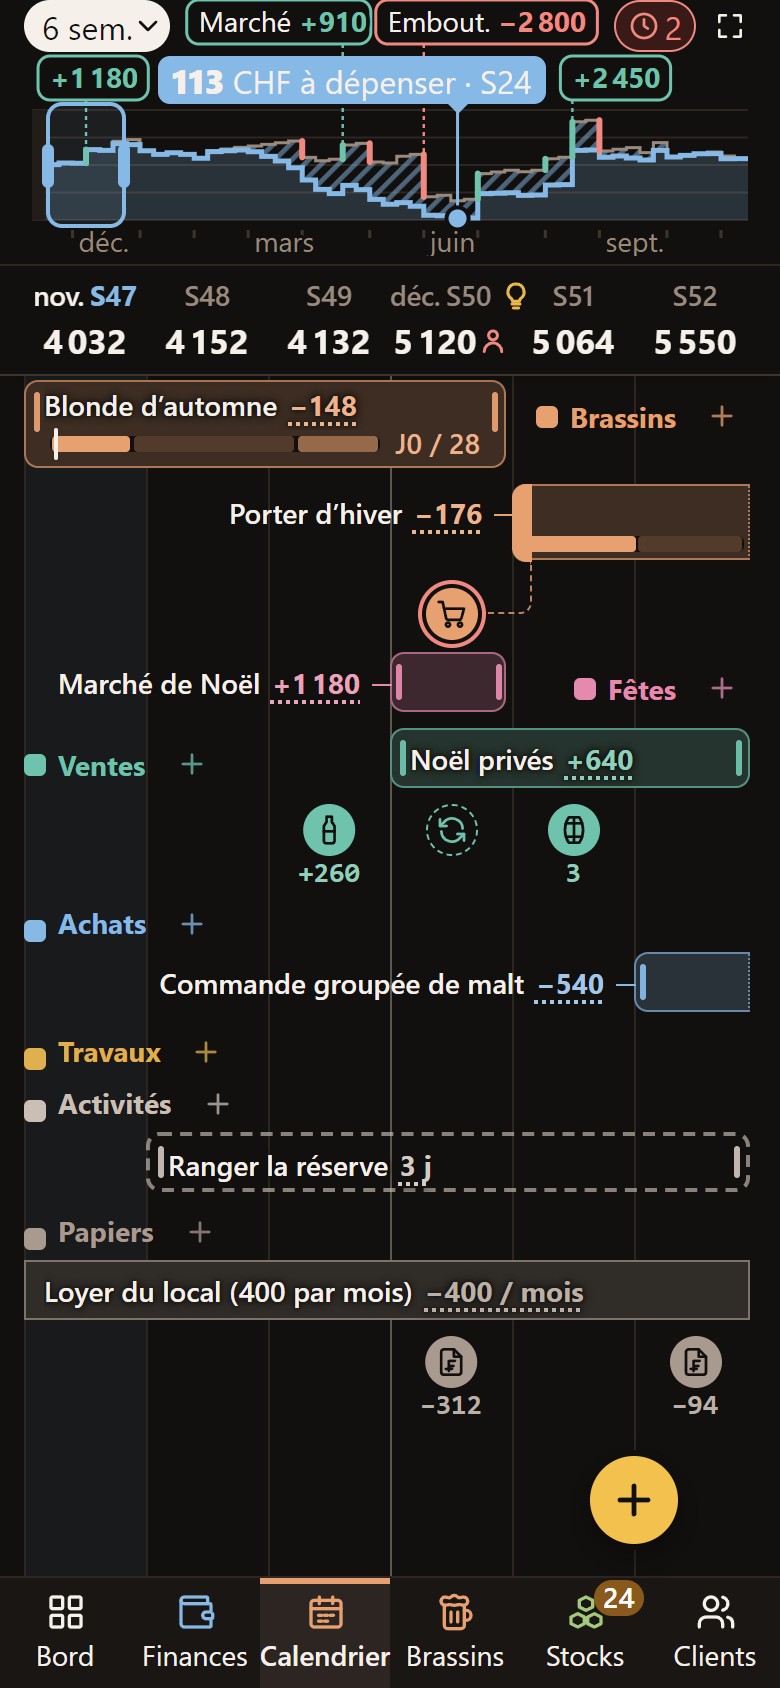 6 sem.
Marché +910
Embout. −2 800
2
+1 180
113 CHF à dépenser · S24
+2 450
déc.
mars
juin
sept.
nov. S47
S48
S49
déc. S50
S51
S52
4 032
4 152
4 132
5 120
5 064
5 550
Blonde d’automne −148
J0 / 28
Brassins +
Porter d’hiver −176
Marché de Noël +1 180
Fêtes +
Ventes +
Noël privés +640
+260
3
Achats +
Commande groupée de malt −540
Travaux +
Activités +
Ranger la réserve 3 j
Papiers +
Loyer du local (400 par mois) −400 / mois
−312
−94
+
24
Bord
Finances
Calendrier
Brassins
Stocks
Clients